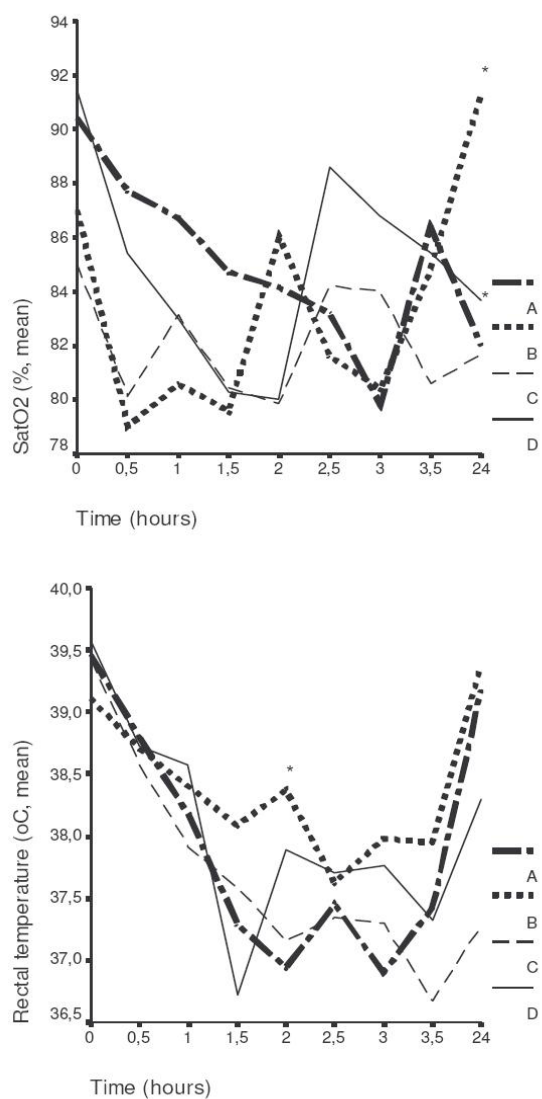 94
92
*
90
88
86
84
*
A
82
B
80
C
78
D
SatO2 (%, mean)
0 0,5 1 1,5 2 2,5 3 3,5 24
Time (hours)
40,0
39,5
39,0
38,5
*
38,0
37,5
A
B
37,0
C
36,5
D
Rectal temperature (oC, mean)
0 0,5 1 1,5 2 2,5 3 3,5 24
Time (hours)